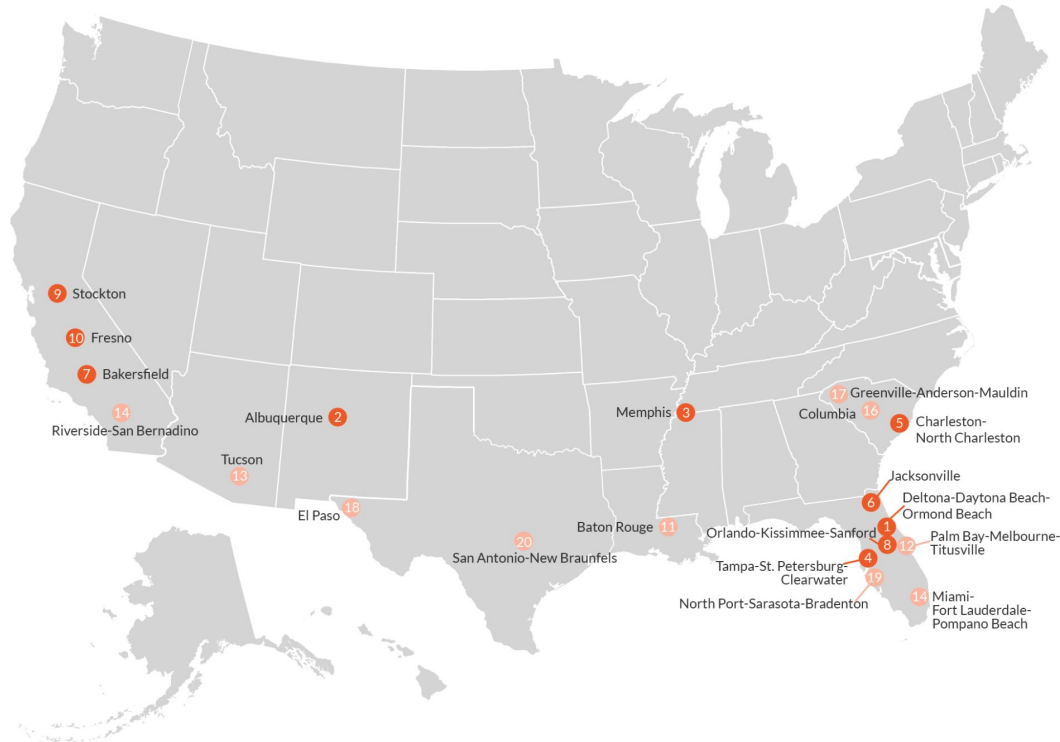 9 Stockton
10 Fresno
7 Bakersfield
14
Riverside-San Bernadino
Albuquerque 2
Tucson
13
El Paso 18
20
San Antonio-New Braunfels
Memphis 3
Baton Rouge 11
17 Greenville-Anderson-Mauldin
Columbia 16
5 Charleston-
North Charleston
Jacksonville
6
Deltona-Daytona Beach-
Ormond Beach
1
Orlando-Kissimmee-Sanford
8
12 Palm Bay-Melbourne-
Titusville
4
Tampa-St. Petersburg-
Clearwater
19
North Port-Sarasota-Bradenton
14 Miami-
Fort Lauderdale-
Pompano Beach